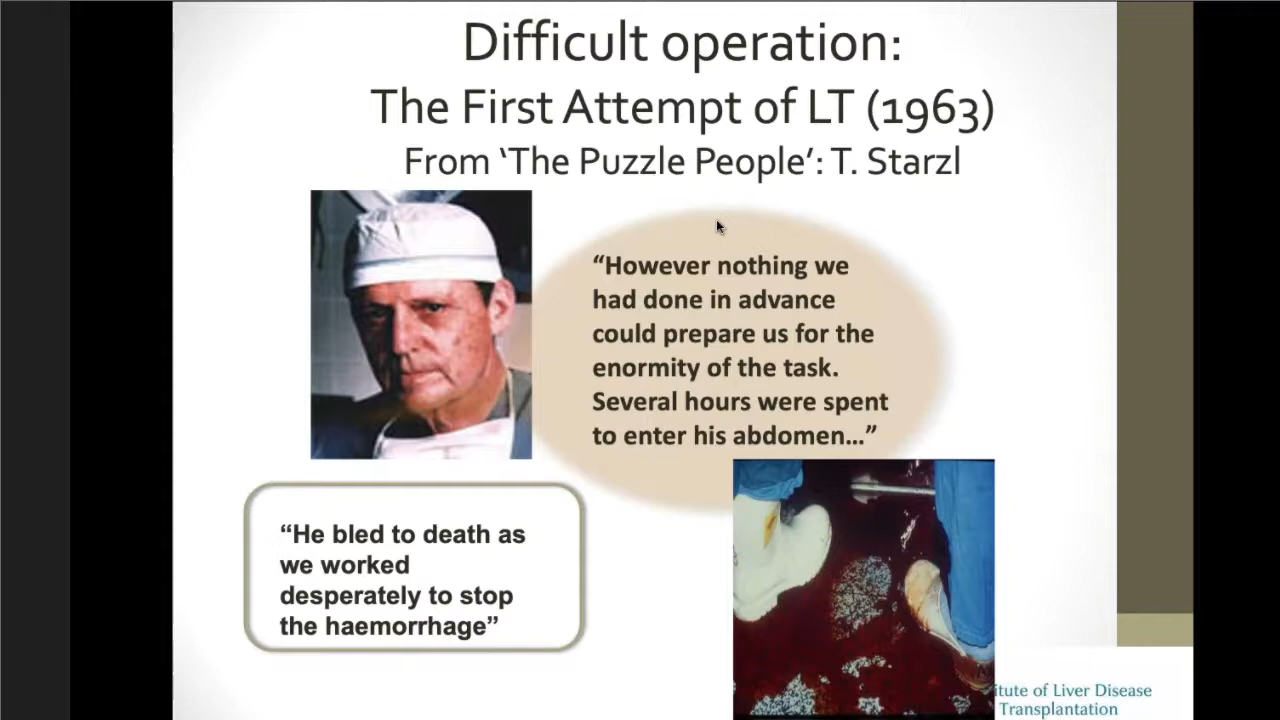 Difficult operation:
The First Attempt of LT (1963)
From ‘The Puzzle People’: T. Starzl
“However nothing we
had done in advance
could prepare us for the
enormity of the task.
Several hours were spent
to enter his abdomen…”
“He bled to death as
we worked
desperately to stop
the haemorrhage”
of Liver Disease
Transplantation